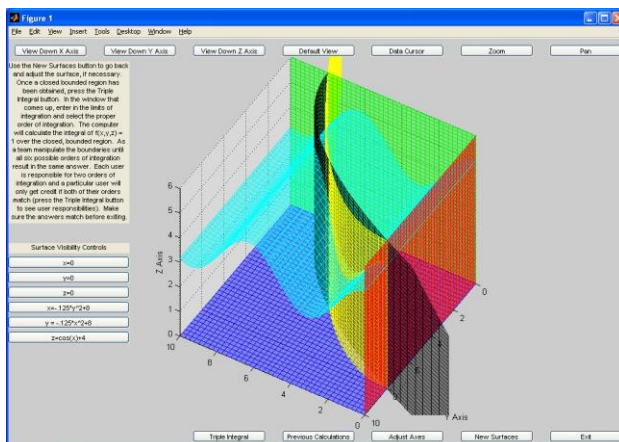 Figure 1
File Edit View Insert Tools Desktop Window Help
View Down X Axis View Down Y Axis View Down Z Axis Default View Data Cursor Zoom Pan
Use the New Surfaces button to go back
and adjust the surface, if necessary.
Once a closed bounded region has
been obtained, press the Triple
Integral button. In the window that
comes up, enter in the limits of
integration and select the proper
order of integration. The computer
will calculate the integral of f(x,y,z) =
1 over the closed, bounded region. As
a team manipulate the boundaries until
all six possible orders of integration
result in the same answer. Each user
is responsible for two orders of
integration and a particular user will
only get credit if both of their orders
match (press the Triple Integral button
to see user responsibilities). Make
sure the answers match before exiting.
Surface Visibility Controls
x=0
y=0
z=0
x=-.125*y^2+8
y = -.125*x^2+8
z=cos(x)+4
Z Axis
6
5
4
3
2
1
0
10
8
6
4
2
0
10
8
6
4
2
0
Y Axis
Triple Integral Previous Calculations Adjust Axes New Surfaces Exit